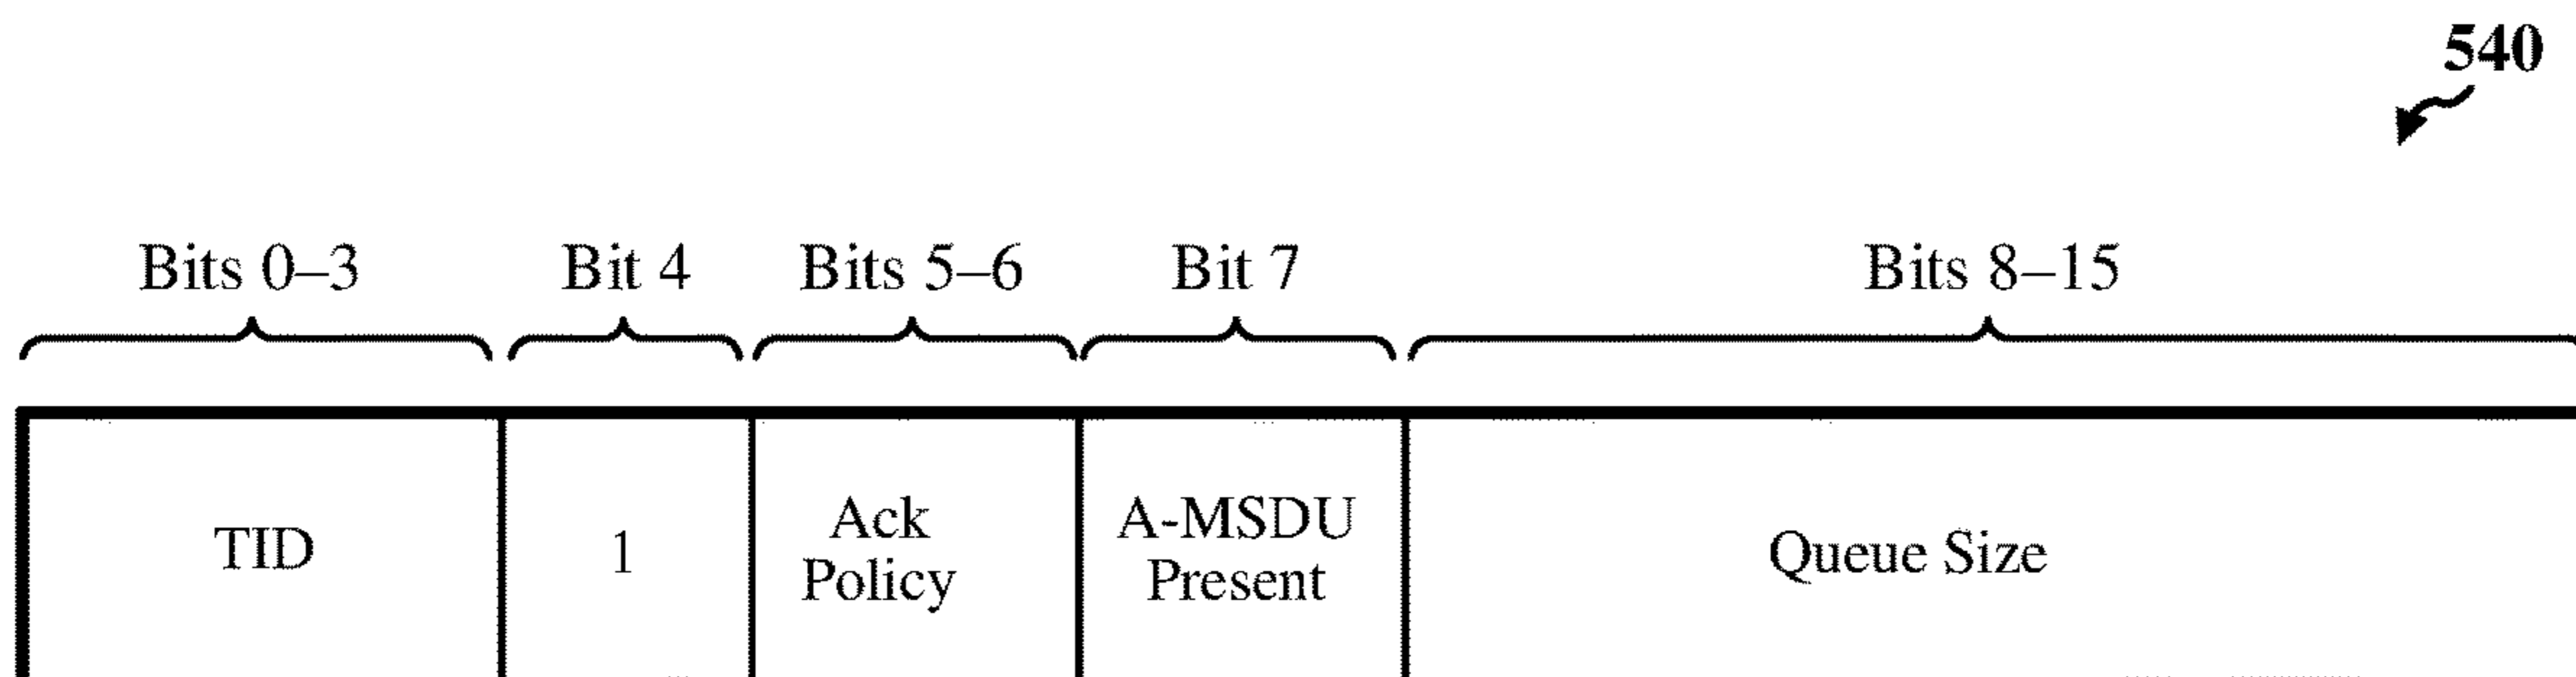 540
Bits 0–3 Bit 4 Bits 5–6 Bit 7 Bits 8–15
TID 1 Ack Policy A-MSDU Present Queue Size